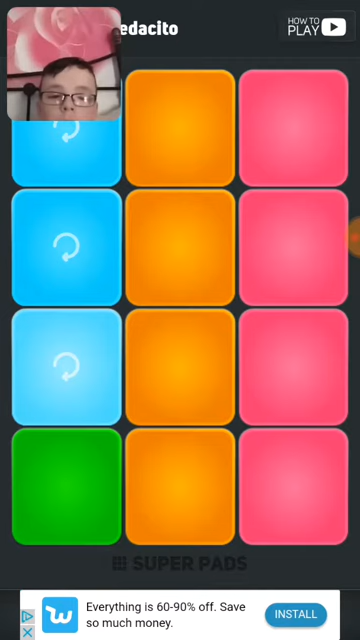 edacito
HOW TO
PLAY
SUPER PADS
Everything is 60-90% off. Save
so much money.
INSTALL